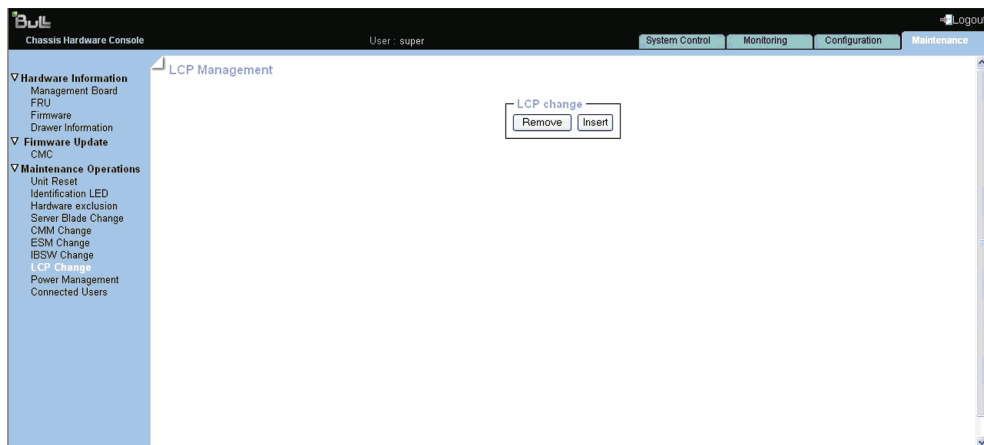 Bull
Logout
Chassis Hardware Console
User : super
System Control
Monitoring
Configuration
Maintenance
Hardware Information
Management Board
FRU
Firmware
Drawer Information
Firmware Update
CMC
Maintenance Operations
Unit Reset
Identification LED
Hardware exclusion
Server Blade Change
CMM Change
ESM Change
IBSW Change
LCP Change
Power Management
Connected Users
LCP Management
LCP change
Remove Insert